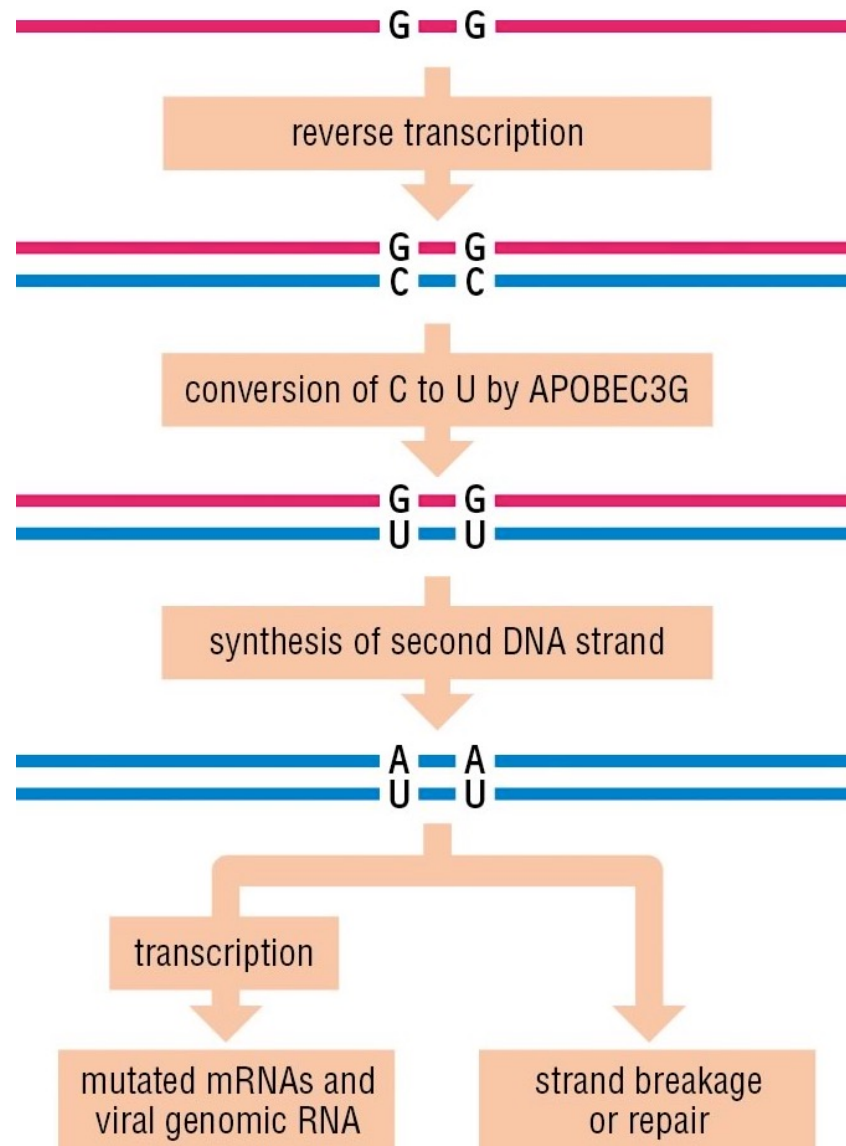 G G
reverse transcription
G G
C C
conversion of C to U by APOBEC3G
G G
U U
synthesis of second DNA strand
A A
U U
transcription
mutated mRNAs and
viral genomic RNA
strand breakage
or repair